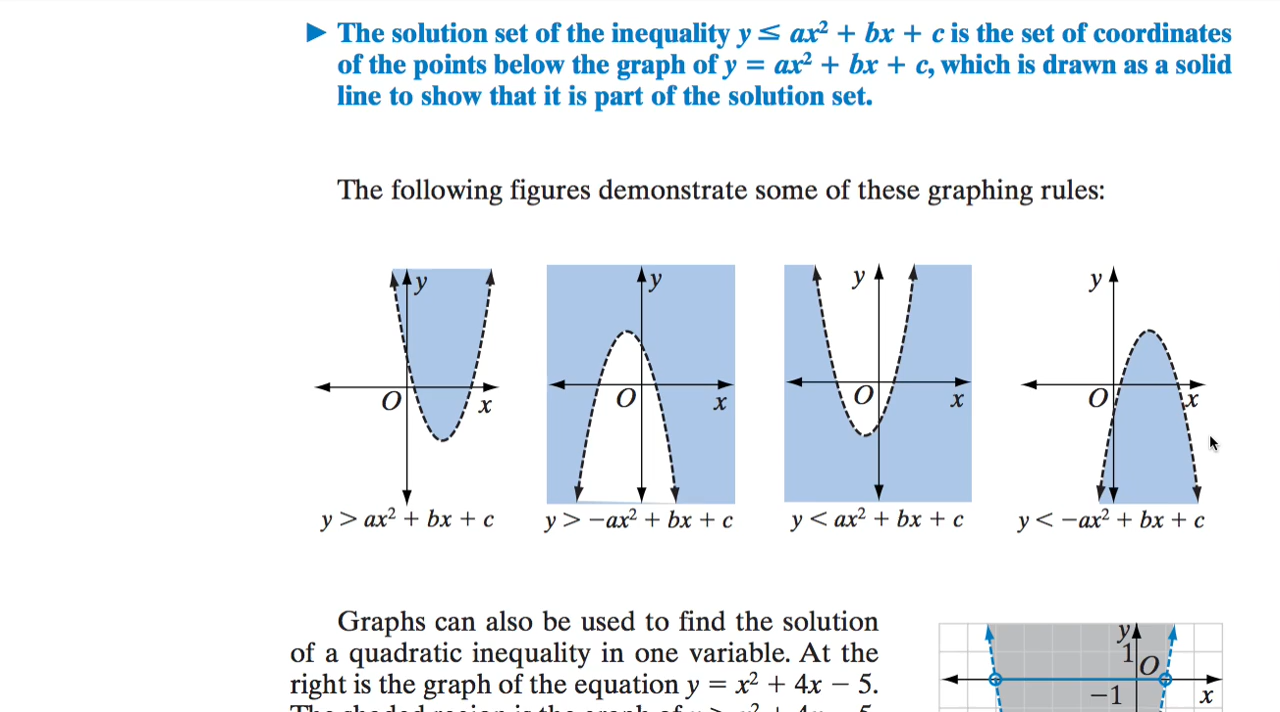 ► The solution set of the inequality y ≤ ax² + bx + c is the set of coordinates
of the points below the graph of y = ax² + bx + c, which is drawn as a solid
line to show that it is part of the solution set.
The following figures demonstrate some of these graphing rules:
y
O
x
y > ax² + bx + c
y
O
x
y > −ax² + bx + c
y
O
x
y < ax² + bx + c
y
O
x
y < −ax² + bx + c
Graphs can also be used to find the solution
of a quadratic inequality in one variable. At the
right is the graph of the equation y = x² + 4x − 5.
y
1
O
−1
x